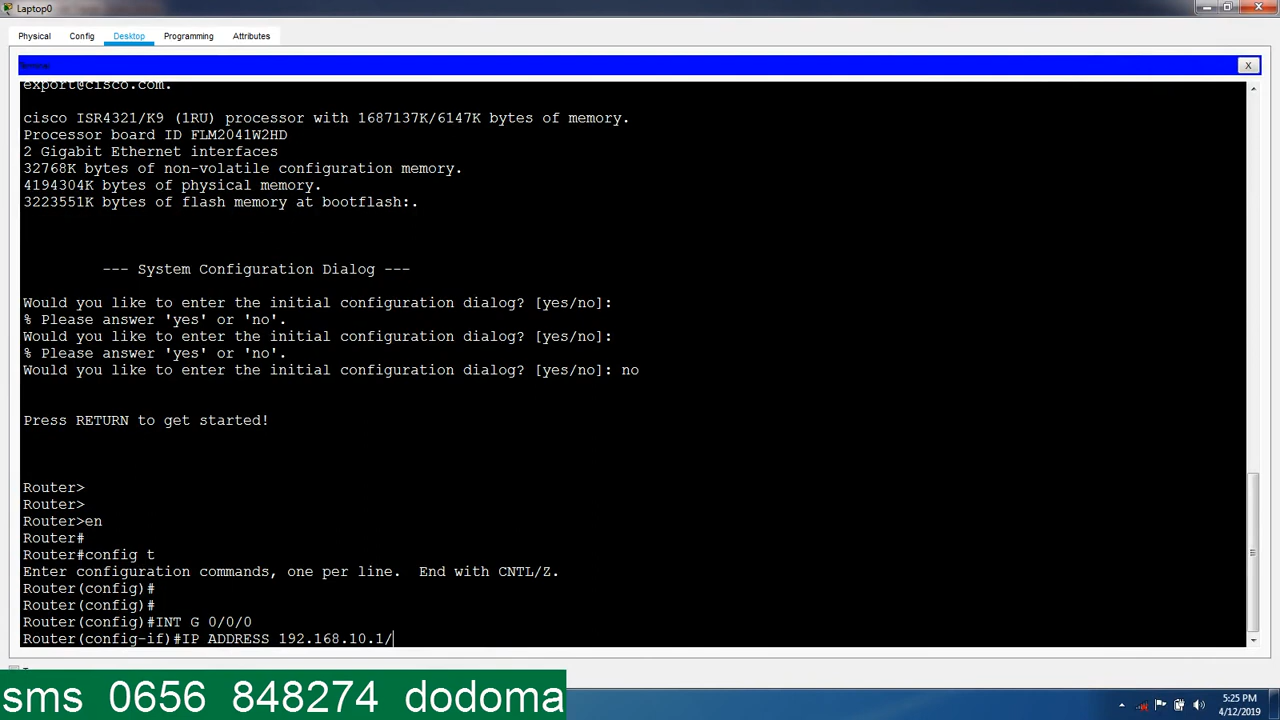 Laptop0
Physical Config Desktop Programming Attributes
X
export@cisco.com.
cisco ISR4321/K9 (1RU) processor with 1687137K/6147K bytes of memory.
Processor board ID FLM2041W2HD
2 Gigabit Ethernet interfaces
32768K bytes of non-volatile configuration memory.
4194304K bytes of physical memory.
3223551K bytes of flash memory at bootflash:.
--- System Configuration Dialog ---
Would you like to enter the initial configuration dialog? [yes/no]:
% Please answer 'yes' or 'no'.
Would you like to enter the initial configuration dialog? [yes/no]:
% Please answer 'yes' or 'no'.
Would you like to enter the initial configuration dialog? [yes/no]: no
Press RETURN to get started!
Router>
Router>
Router>en
Router#
Router#config t
Enter configuration commands, one per line.  End with CNTL/Z.
Router(config)#
Router(config)#
Router(config)#INT G 0/0/0
Router(config-if)#IP ADDRESS 192.168.10.1/
sms 0656 848274 dodoma
5:25 PM
4/12/2019